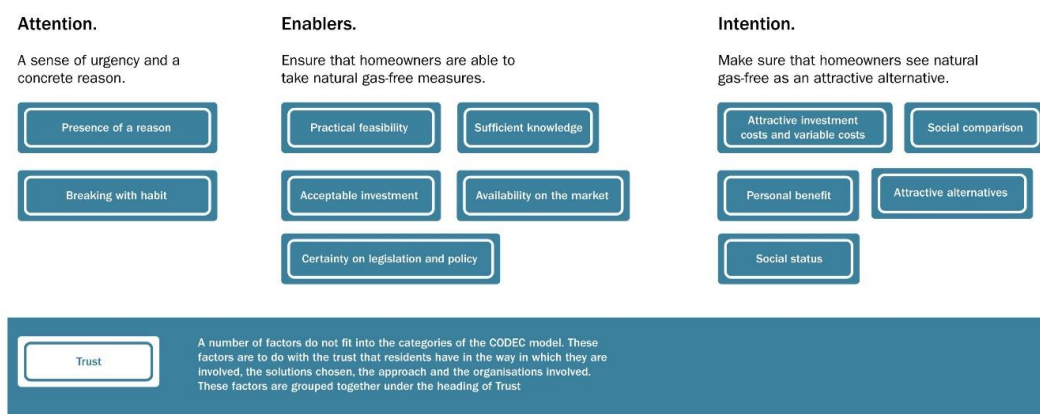 Attention.
A sense of urgency and a
concrete reason.
Presence of a reason
Breaking with habit
Enablers.
Ensure that homeowners are able to
take natural gas-free measures.
Practical feasibility
Sufficient knowledge
Acceptable investment
Availability on the market
Certainty on legislation and policy
Intention.
Make sure that homeowners see natural
gas-free as an attractive alternative.
Attractive investment
costs and variable costs
Social comparison
Personal benefit
Attractive alternatives
Social status
Trust
A number of factors do not fit into the categories of the CODEC model. These
factors are to do with the trust that residents have in the way in which they are
involved, the solutions chosen, the approach and the organisations involved.
These factors are grouped together under the heading of Trust